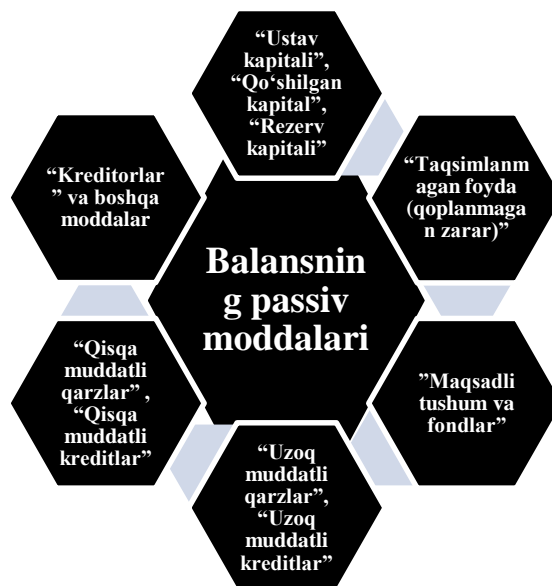 “Ustav
kapitali”,
“Qo‘shilgan
kapital”,
“Rezerv
kapitali”
“Taqsimlanm
agan foyda
(qoplanmaga
n zarar)”
”Maqsadli
tushum va
fondlar”
“Uzoq
muddatli
qarzlar”,
“Uzoq
muddatli
kreditlar”
“Qisqa
muddatli
qarzlar” ,
“Qisqa
muddatli
kreditlar”
“Kreditorlar
” va boshqa
moddalar
Balansnin
g passiv
moddalari